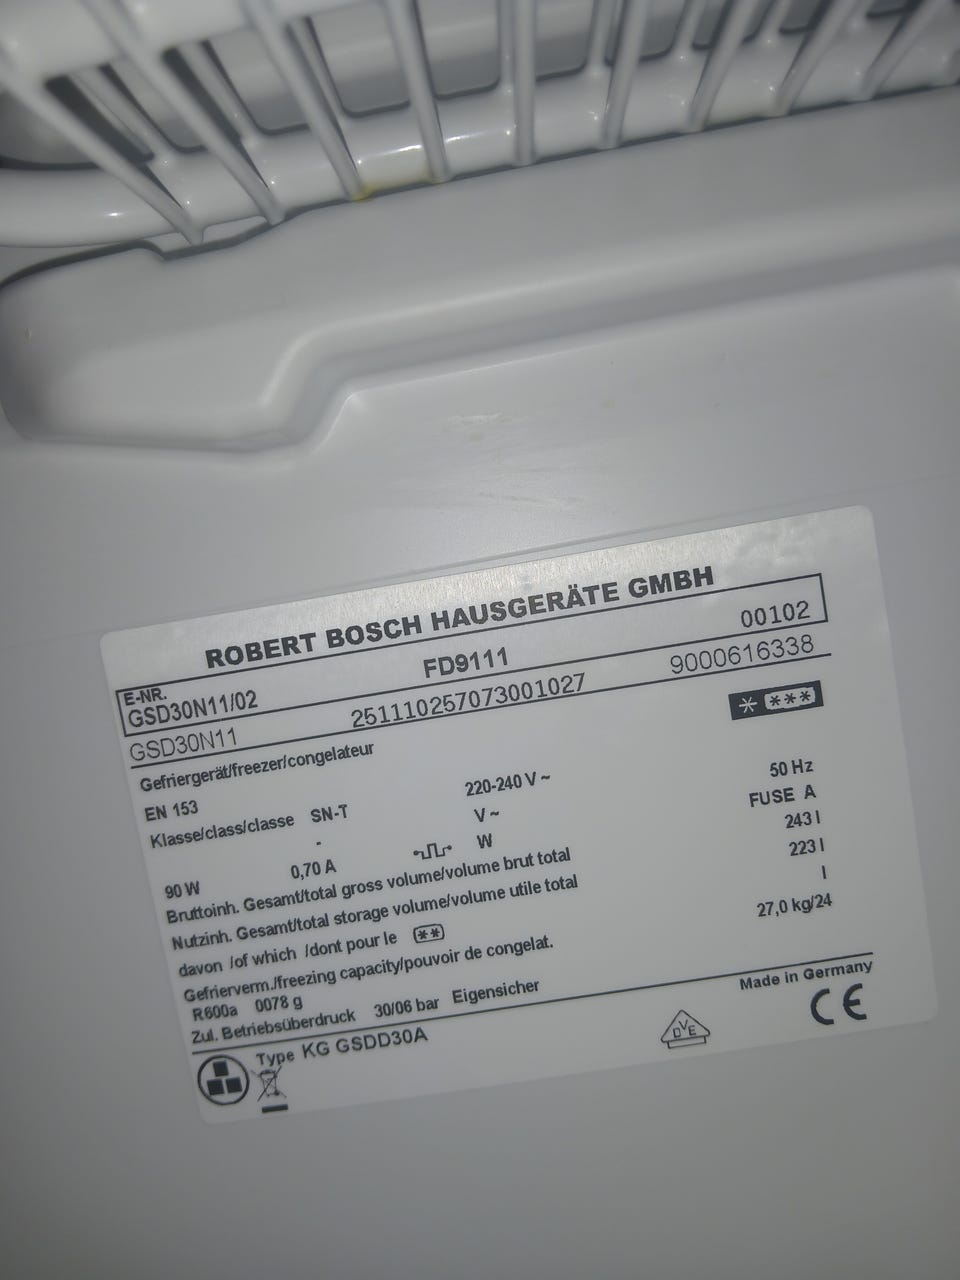 ROBERT BOSCH HAUSGERÄTE GMBH
E-NR.
GSD30N11/02 FD9111 00102
GSD30N11 251110257073001027 9000616338
Gefriergerät/freezer/congelateur * ***
EN 153
Klasse/class/classe SN-T 220-240 V ~ 50 Hz
- V ~ FUSE A
90 W 0,70 A W
Bruttoinh. Gesamt/total gross volume/volume brut total 243 l
Nutzinh. Gesamt/total storage volume/volume utile total 223 l
davon /of which /dont pour le ** l
Gefrierverm./freezing capacity/pouvoir de congelat. 27,0 kg/24
R600a 0078 g
Zul. Betriebsüberdruck 30/06 bar Eigensicher
Made in Germany
Type KG GSDD30A
DVE
CE